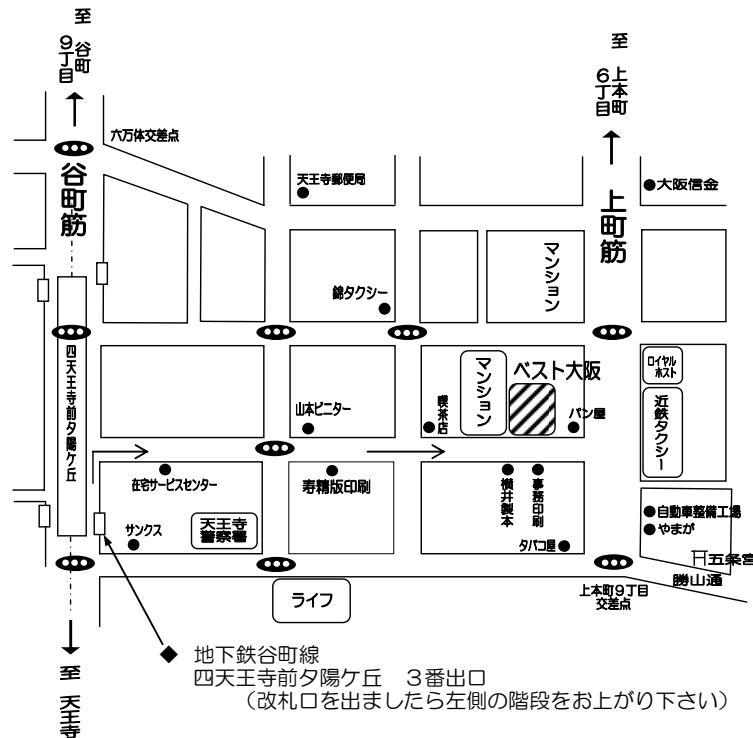 至 谷町
9丁目
至 上本町
6丁目
六万体交差点
谷町筋
天王寺郵便局
大阪信金
上町筋
マンション
錦タクシー
四天王寺前夕陽ケ丘
マンション
ベスト大阪
ロイヤル
ホスト
喫茶店
パン屋
近鉄タクシー
山本ビニター
在宅サービスセンター
寿精版印刷
横井製本
事務印刷
サンクス
天王寺
警察署
タバコ屋
自動車整備工場
やまが
五条宮
勝山通
上本町9丁目
交差点
ライフ
至 天王寺
◆ 地下鉄谷町線
四天王寺前夕陽ケ丘 3番出口
(改札口を出ましたら左側の階段をお上がり下さい)